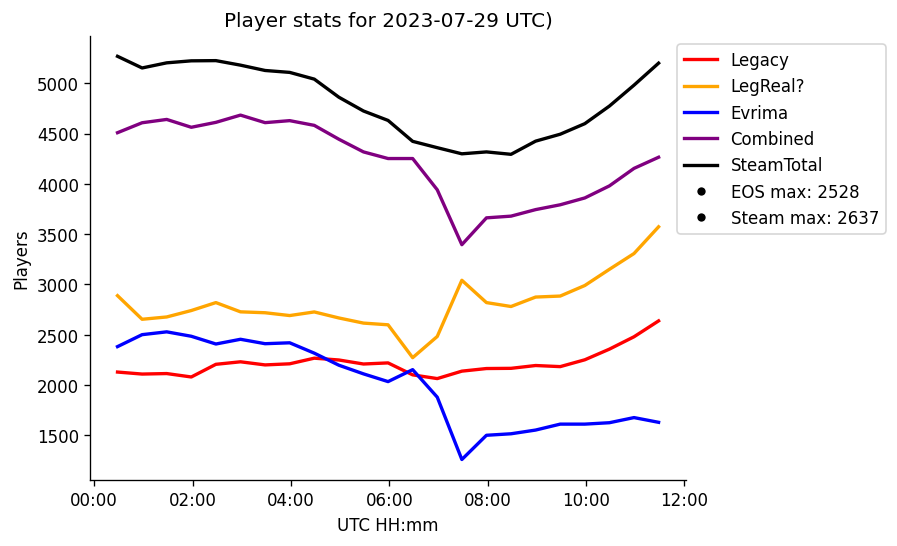 Player stats for 2023-07-29 UTC)
Legacy
LegReal?
Evrima
Combined
SteamTotal
EOS max: 2528
Steam max: 2637
Players
5000
4500
4000
3500
3000
2500
2000
1500
00:00 02:00 04:00 06:00 08:00 10:00 12:00
UTC HH:mm